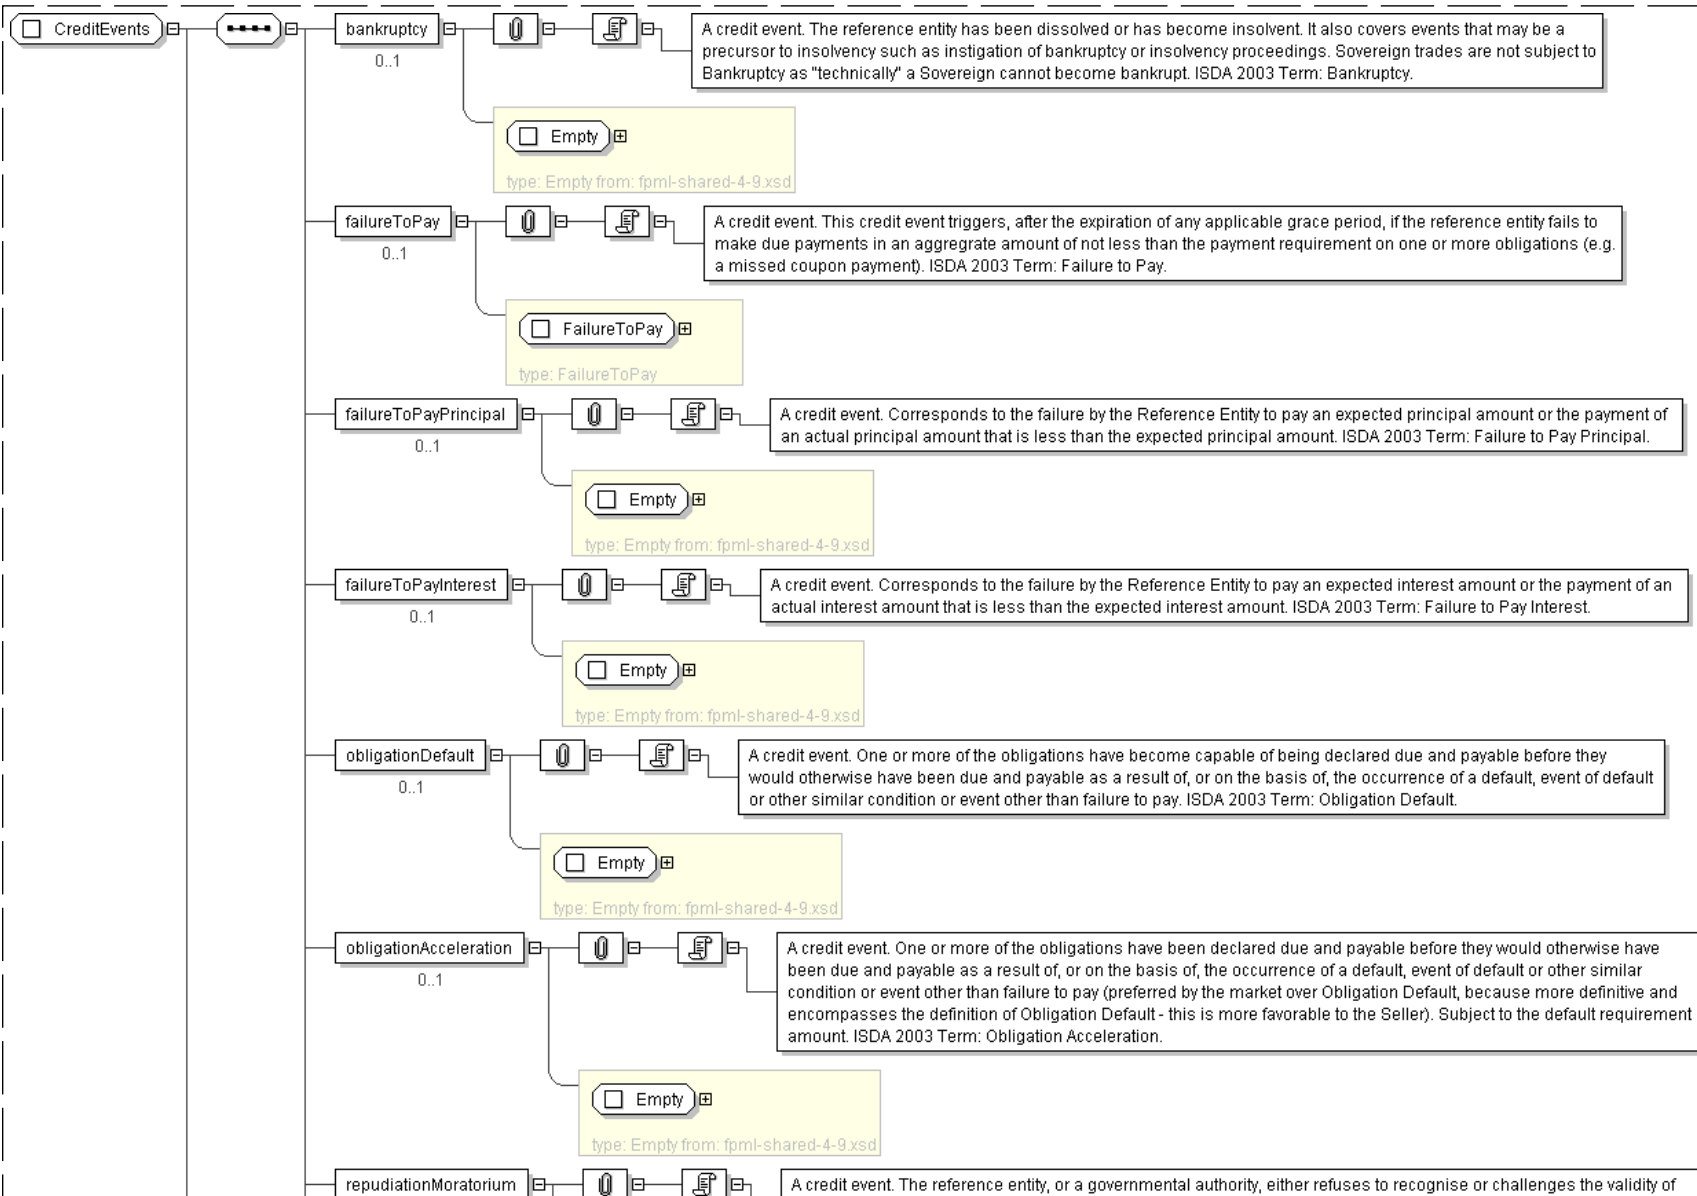 CreditEvents
bankruptcy
0..1
A credit event. The reference entity has been dissolved or has become insolvent. It also covers events that may be a
precursor to insolvency such as instigation of bankruptcy or insolvency proceedings. Sovereign trades are not subject to
Bankruptcy as "technically" a Sovereign cannot become bankrupt. ISDA 2003 Term: Bankruptcy.
Empty
type: Empty from: fpml-shared-4-9.xsd
failureToPay
0..1
A credit event. This credit event triggers, after the expiration of any applicable grace period, if the reference entity fails to
make due payments in an aggregrate amount of not less than the payment requirement on one or more obligations (e.g.
a missed coupon payment). ISDA 2003 Term: Failure to Pay.
FailureToPay
type: FailureToPay
failureToPayPrincipal
0..1
A credit event. Corresponds to the failure by the Reference Entity to pay an expected principal amount or the payment of
an actual principal amount that is less than the expected principal amount. ISDA 2003 Term: Failure to Pay Principal.
Empty
type: Empty from: fpml-shared-4-9.xsd
failureToPayInterest
0..1
A credit event. Corresponds to the failure by the Reference Entity to pay an expected interest amount or the payment of an
actual interest amount that is less than the expected interest amount. ISDA 2003 Term: Failure to Pay Interest.
Empty
type: Empty from: fpml-shared-4-9.xsd
obligationDefault
0..1
A credit event. One or more of the obligations have become capable of being declared due and payable before they
would otherwise have been due and payable as a result of, or on the basis of, the occurrence of a default, event of default
or other similar condition or event other than failure to pay. ISDA 2003 Term: Obligation Default.
Empty
type: Empty from: fpml-shared-4-9.xsd
obligationAcceleration
0..1
A credit event. One or more of the obligations have been declared due and payable before they would otherwise have
been due and payable as a result of, or on the basis of, the occurrence of a default, event of default or other similar
condition or event other than failure to pay (preferred by the market over Obligation Default, because more definitive and
encompasses the definition of Obligation Default - this is more favorable to the Seller). Subject to the default requirement
amount. ISDA 2003 Term: Obligation Acceleration.
Empty
type: Empty from: fpml-shared-4-9.xsd
repudiationMoratorium
A credit event. The reference entity, or a governmental authority, either refuses to recognise or challenges the validity of